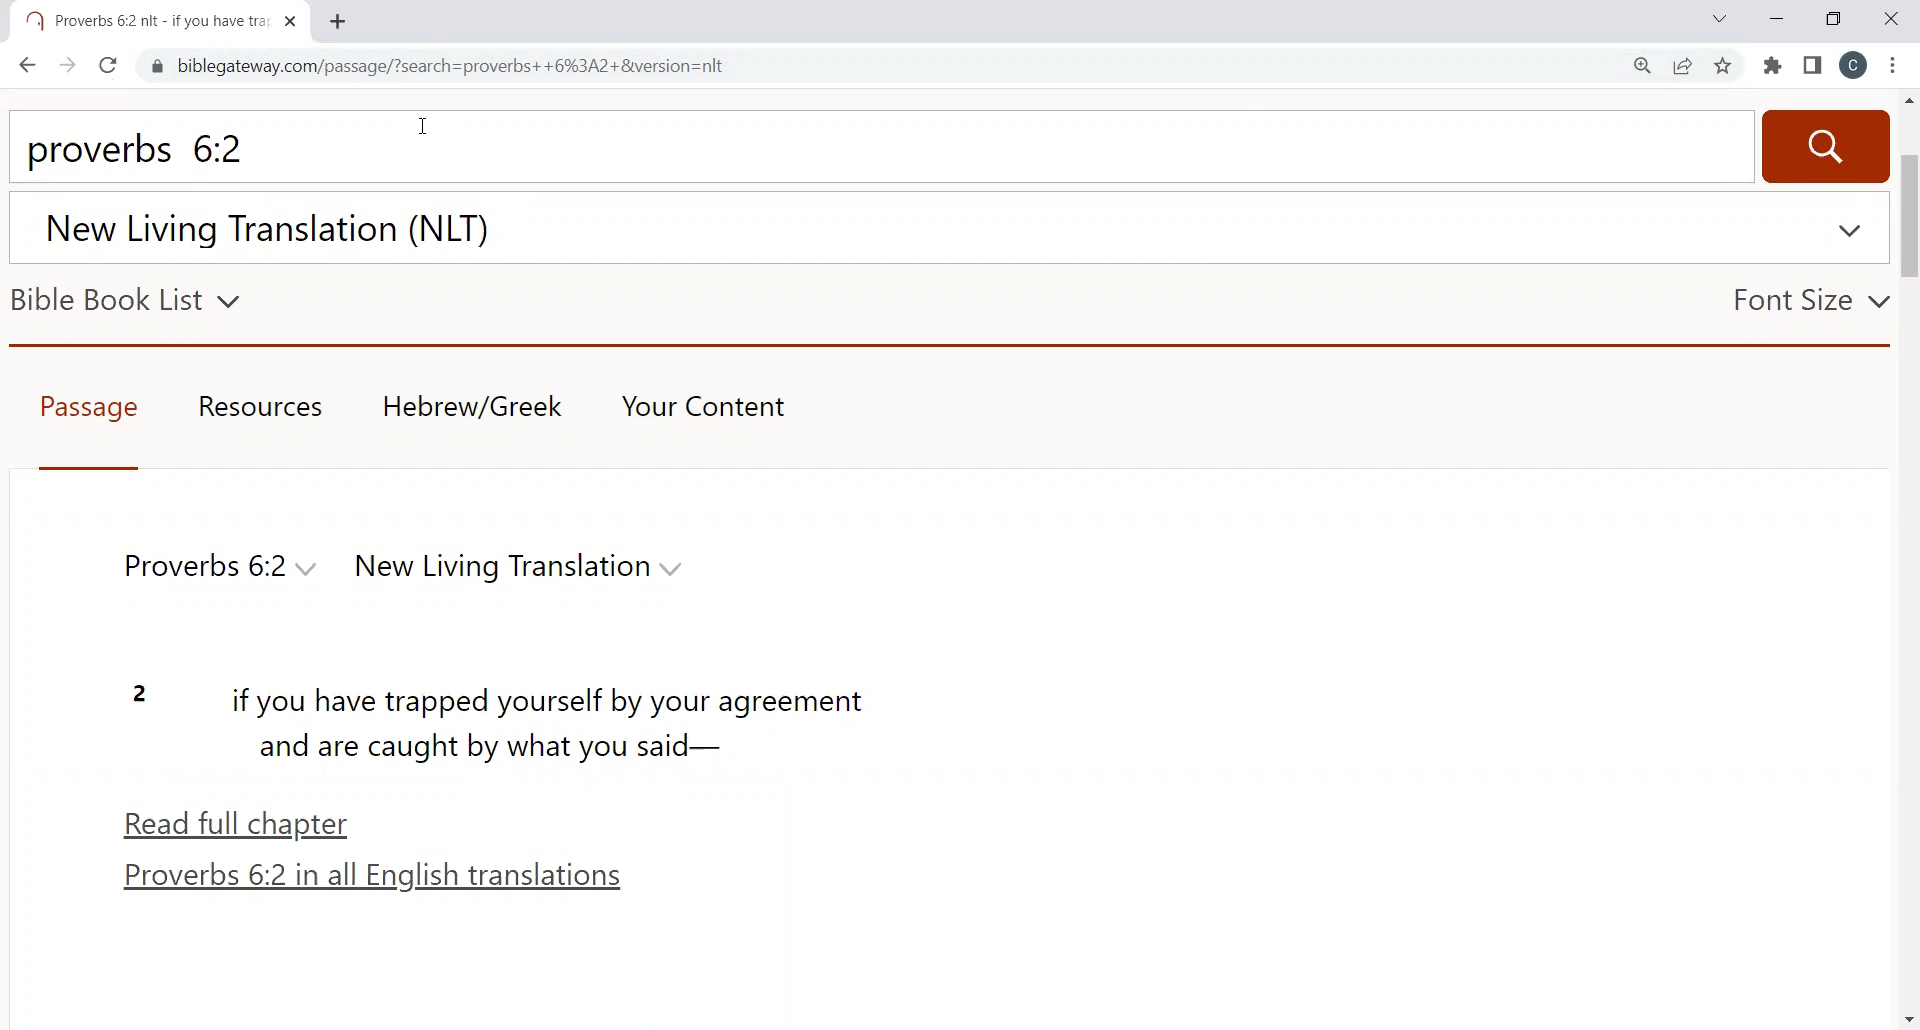 Proverbs 6:2 nlt - if you have tra
biblegateway.com/passage/?search=proverbs++6%3A2+&version=nlt
C
proverbs  6:2
New Living Translation (NLT)
Bible Book List
Font Size
Passage
Resources
Hebrew/Greek
Your Content
Proverbs 6:2
New Living Translation
2 if you have trapped yourself by your agreement
and are caught by what you said—
Read full chapter
Proverbs 6:2 in all English translations